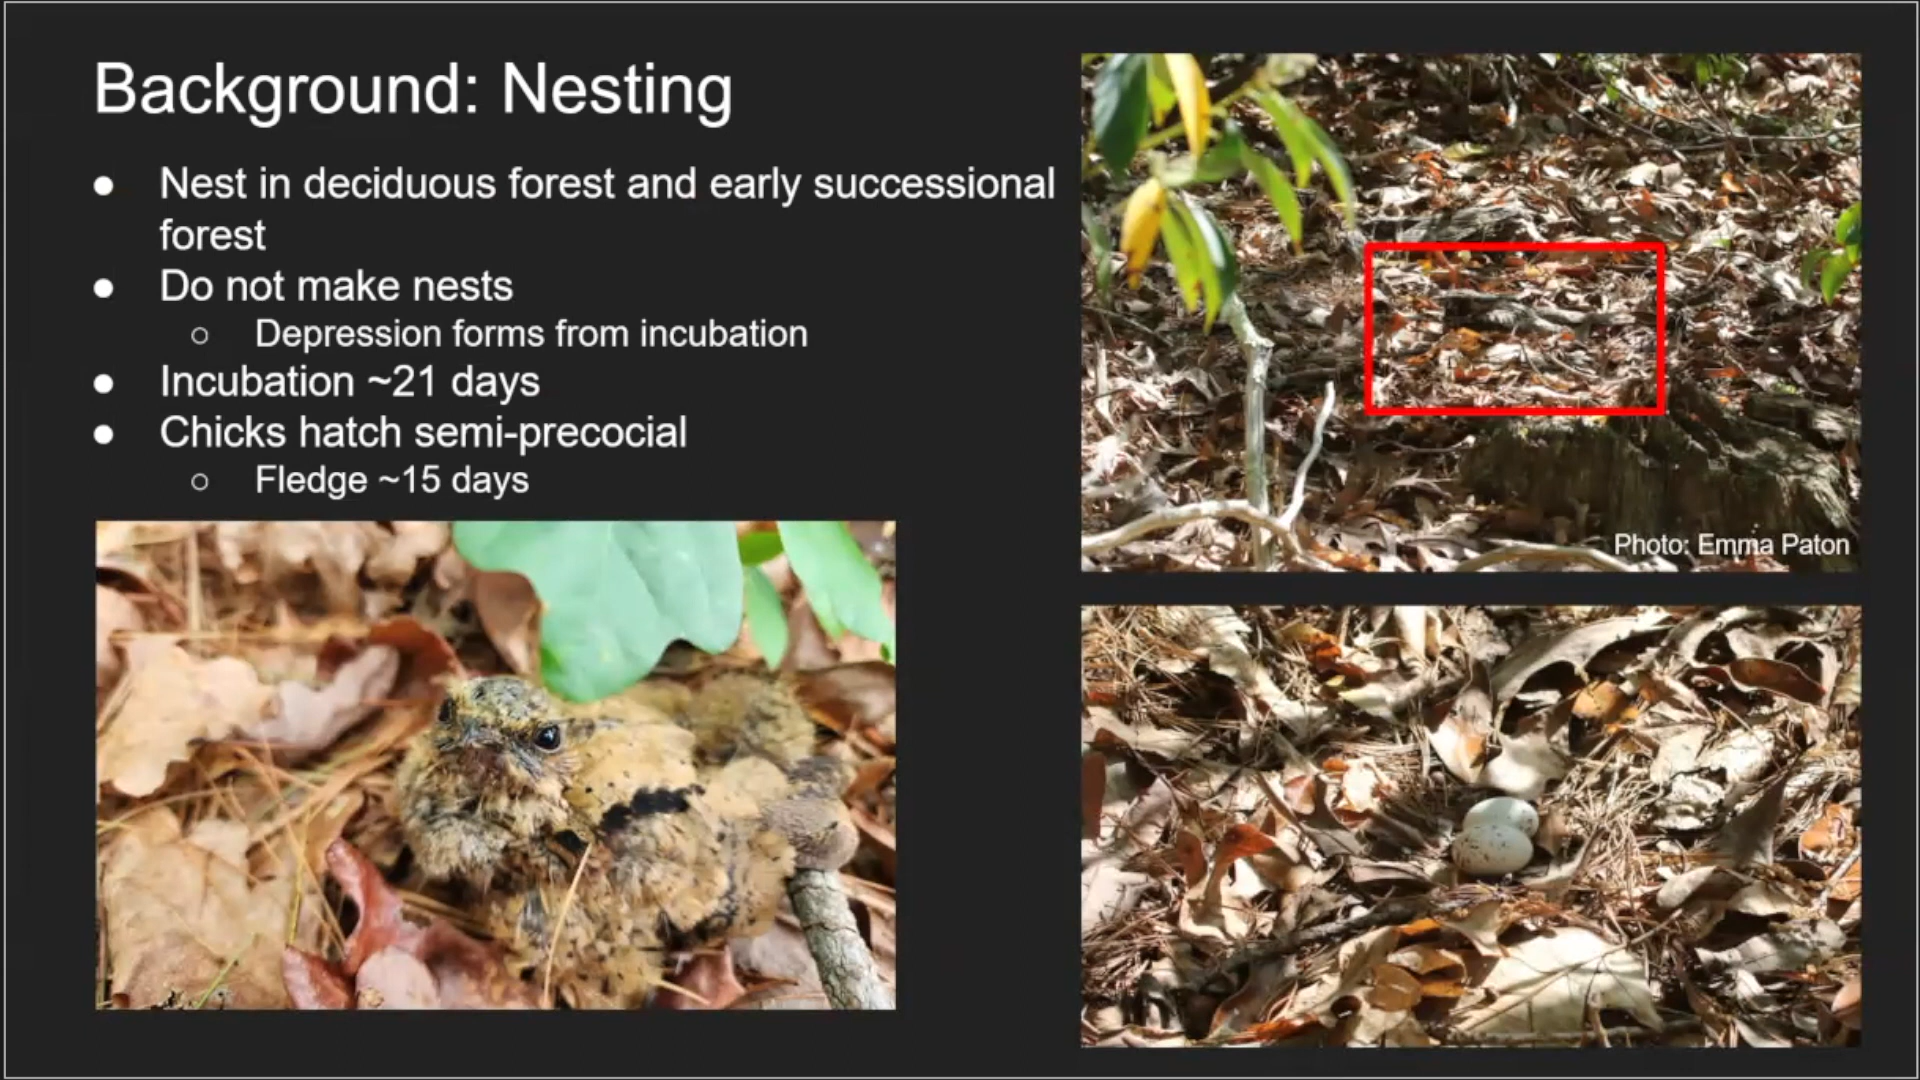 Background: Nesting
● Nest in deciduous forest and early successional
forest
● Do not make nests
○ Depression forms from incubation
● Incubation ~21 days
● Chicks hatch semi-precocial
○ Fledge ~15 days
Photo: Emma Paton